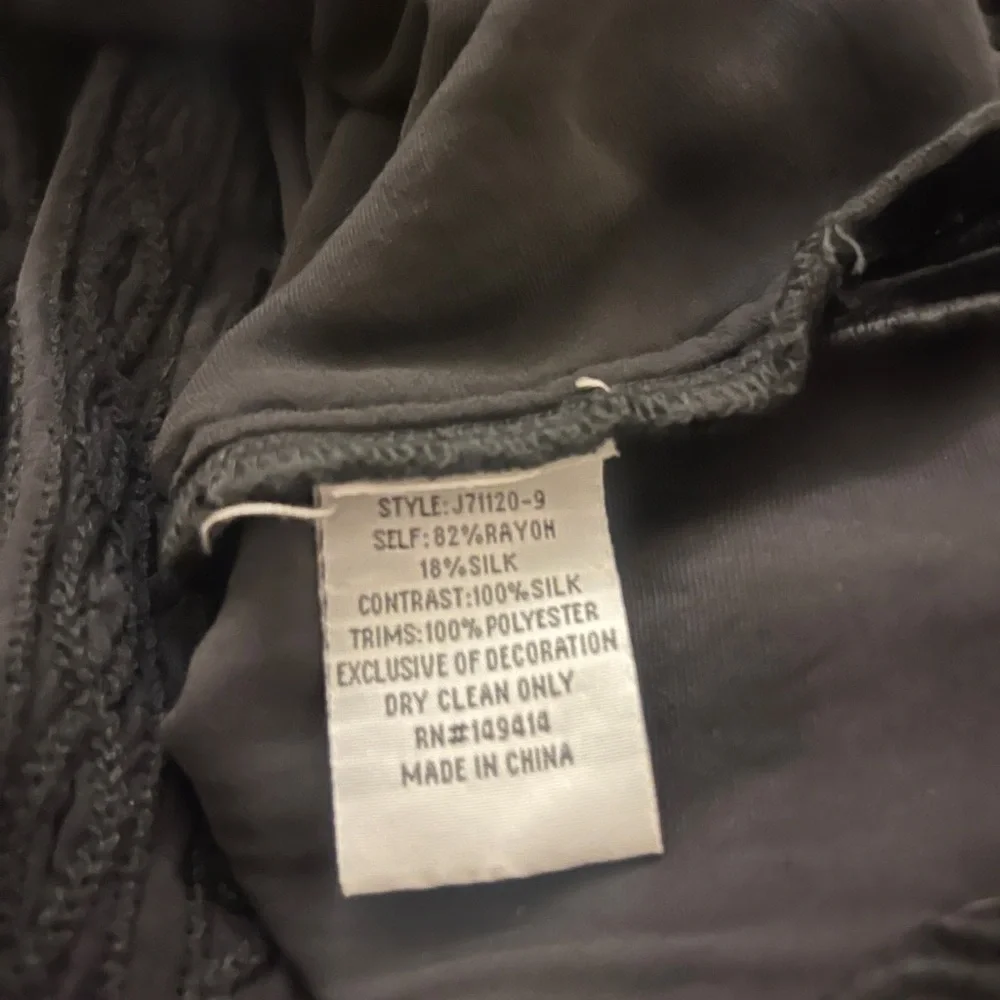 STYLE:J71120-9
SELF:82%RAYON
18%SILK
CONTRAST:100%SILK
TRIMS:100%POLYESTER
EXCLUSIVE OF DECORATION
DRY CLEAN ONLY
RN#149414
MADE IN CHINA